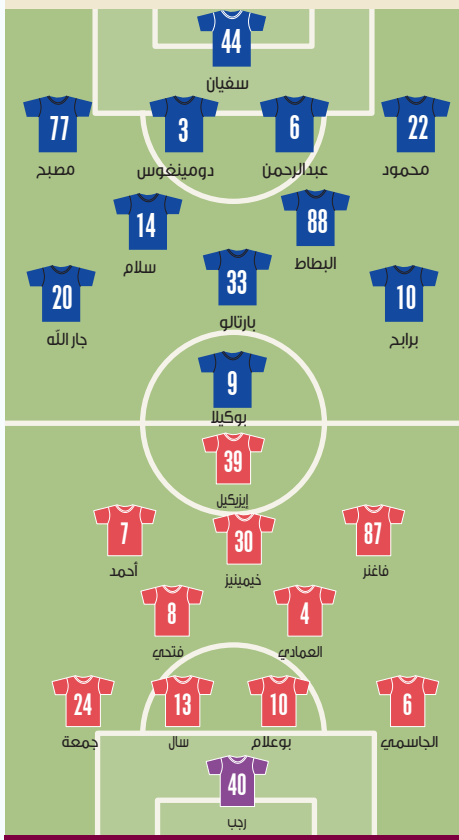 44
سفيان
22
6
3
77
محمود
عبدالرحمن
دومينغوس
مصبح
88
14
البطاط
سلام
10
33
20
برابح
بارتالو
جار الله
9
بوكيلا
39
إيزيكيل
87
30
7
فاغنر
خيمينيز
أحمد
4
8
العمادي
فتحي
6
10
13
24
الجاسمي
بوعلام
سال
جمعة
40
رجب